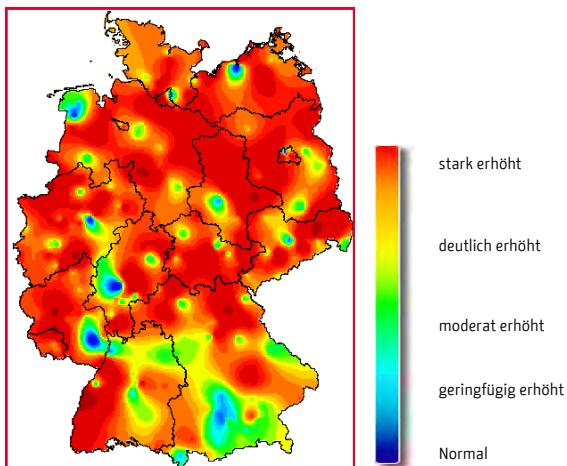 stark erhöht
deutlich erhöht
moderat erhöht
geringfügig erhöht
Normal